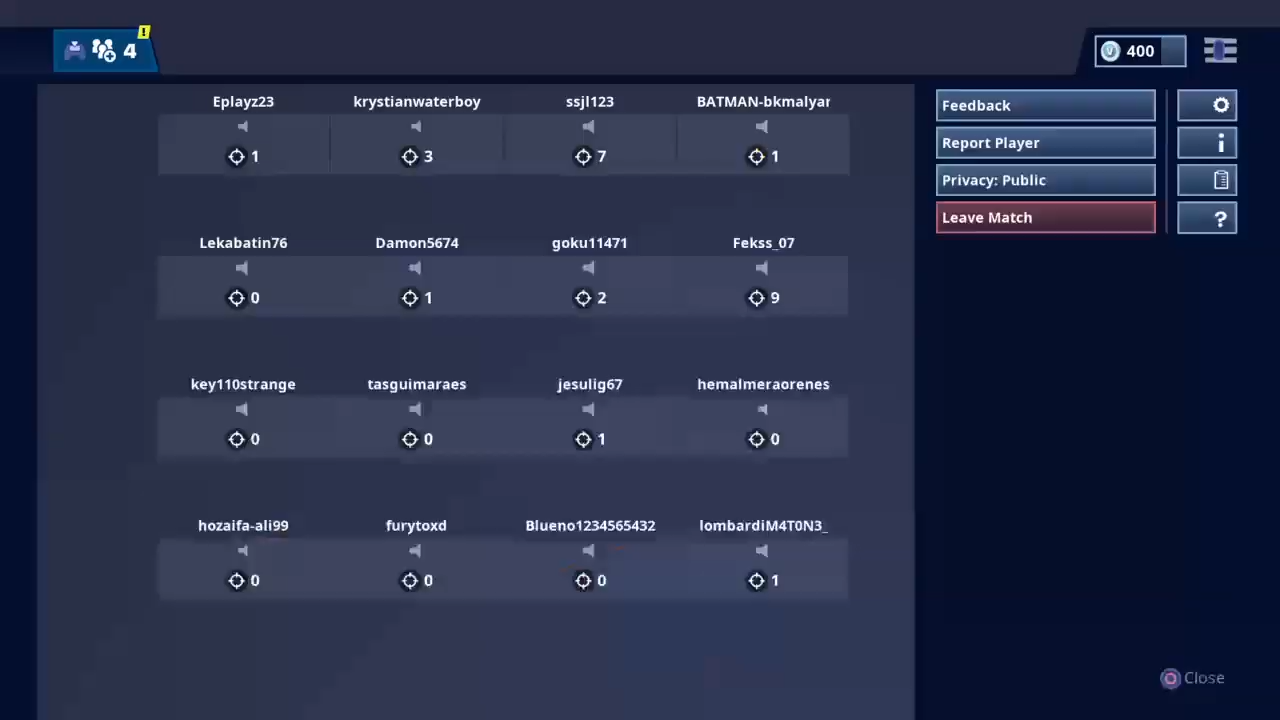 4
!
400
Eplayz23 krystianwaterboy ssjl123 BATMAN-bkmalyar
1 3 7 1
Lekabatin76 Damon5674 goku11471 Fekss_07
0 1 2 9
key110strange tasguimaraes jesulig67 hemalmeraorenes
0 0 1 0
hozaifa-ali99 furytoxd Blueno1234565432 lombardiM4T0N3_
0 0 0 1
Feedback
Report Player
Privacy: Public
Leave Match
i
?
Close